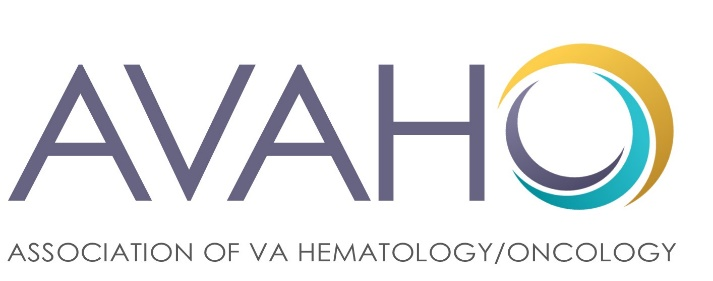 AVAHO
ASSOCIATION OF VA HEMATOLOGY/ONCOLOGY